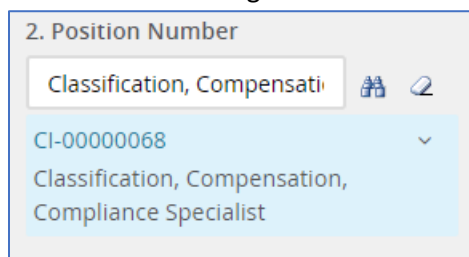 2. Position Number
Classification, Compensati
CI-00000068
Classification, Compensation,
Compliance Specialist